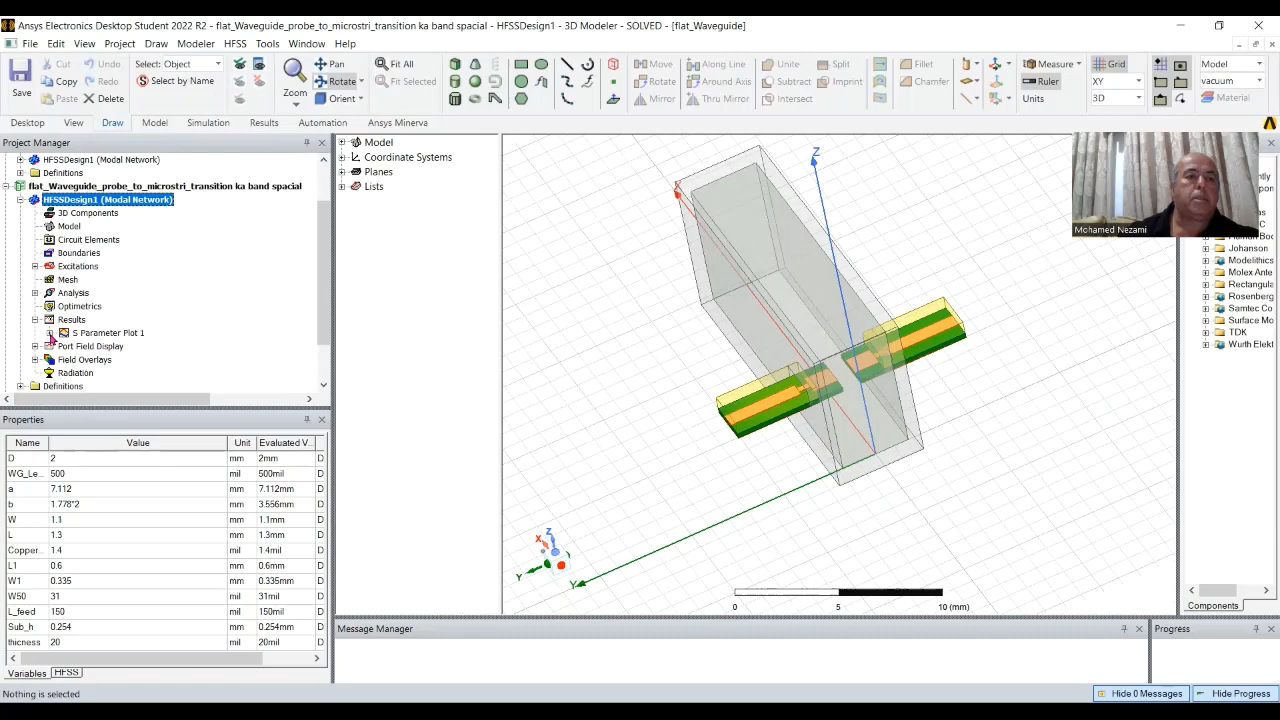 Ansys Electronics Desktop Student 2022 R2 - flat_Waveguide_probe_to_microstri_transition ka band spacial - HFSSDesign1 - 3D Modeler - SOLVED - [flat_Waveguide]
File Edit View Project Draw Modeler HFSS Tools Window Help
Save
Cut Undo
Copy Redo
Paste Delete
Select: Object
Select by Name
Zoom
Pan
Rotate
Orient
Fit All
Fit Selected
Move Along Line
Rotate Around Axis
Mirror Thru Mirror
Unite Split
Subtract Imprint
Intersect
Fillet
Chamfer
Measure
Ruler
Units
Grid
XY
3D
Model
vacuum
Material
Desktop View Draw Model Simulation Results Automation Ansys Minerva
Project Manager
HFSSDesign1 (Modal Network)
Definitions
flat_Waveguide_probe_to_microstri_transition ka band spacial
HFSSDesign1 (Modal Network)
3D Components
Model
Circuit Elements
Boundaries
Excitations
Mesh
Analysis
Optimetrics
Results
S Parameter Plot 1
Port Field Display
Field Overlays
Radiation
Definitions
Properties
Name Value Unit Evaluated V...
D 2 mm 2mm D
WG_Le... 500 mil 500mil D
a 7.112 mm 7.112mm D
b 1.778*2 mm 3.556mm D
W 1.1 mm 1.1mm D
L 1.3 mm 1.3mm D
Copper... 1.4 mil 1.4mil D
L1 0.6 mm 0.6mm D
W1 0.335 mm 0.335mm D
W50 31 mil 31mil D
L_feed 150 mil 150mil D
Sub_h 0.254 mm 0.254mm D
thicness 20 mil 20mil D
Variables HFSS
Nothing is selected
Model
Coordinate Systems
Planes
Lists
Z
Z
X
Y
Y
0 5 10 (mm)
Message Manager
Progress
Mohamed Nezami
Johanson
Modelithics
Molex Ante
Rectangula
Rosenberg
Samtec Co
Surface Mo
TDK
Wurth Elekt
Components
Hide 0 Messages Hide Progress